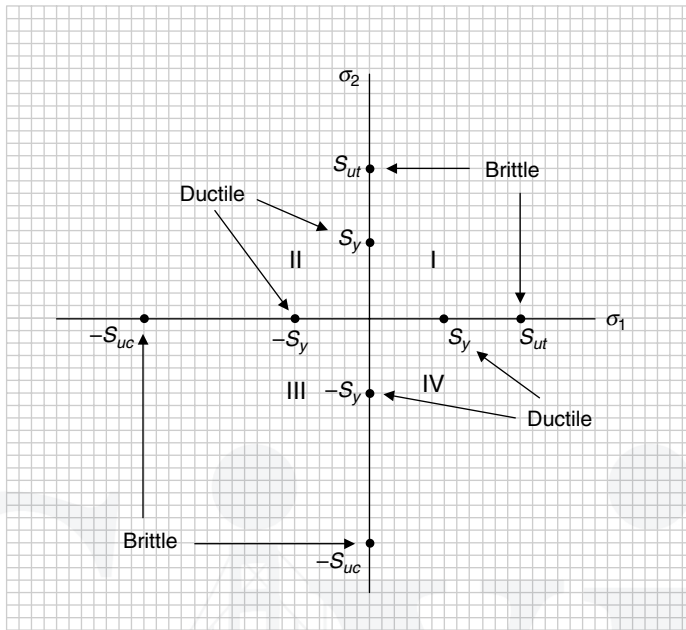 σ2
Sut
Brittle
Ductile
Sy
II
I
σ1
−Suc
−Sy
Sy
Sut
III
−Sy
IV
Ductile
Brittle
−Suc